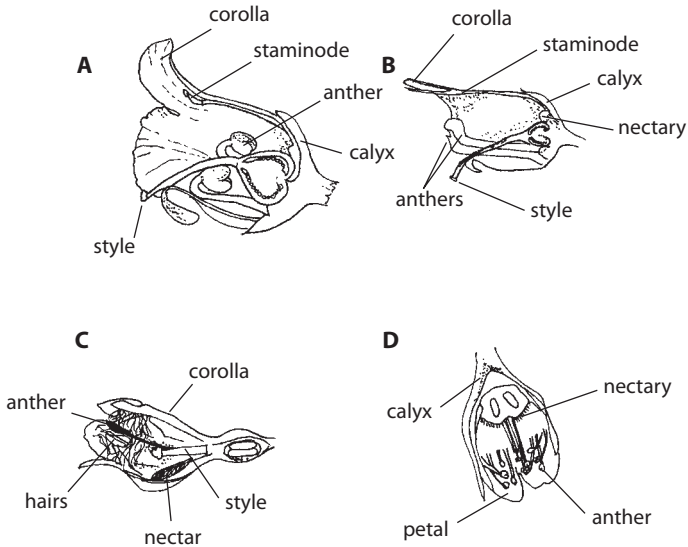 A
corolla
staminode
anther
calyx
style
B
corolla
staminode
calyx
nectary
anthers
style
C
corolla
anther
hairs
style
nectar
D
calyx
nectary
petal
anther